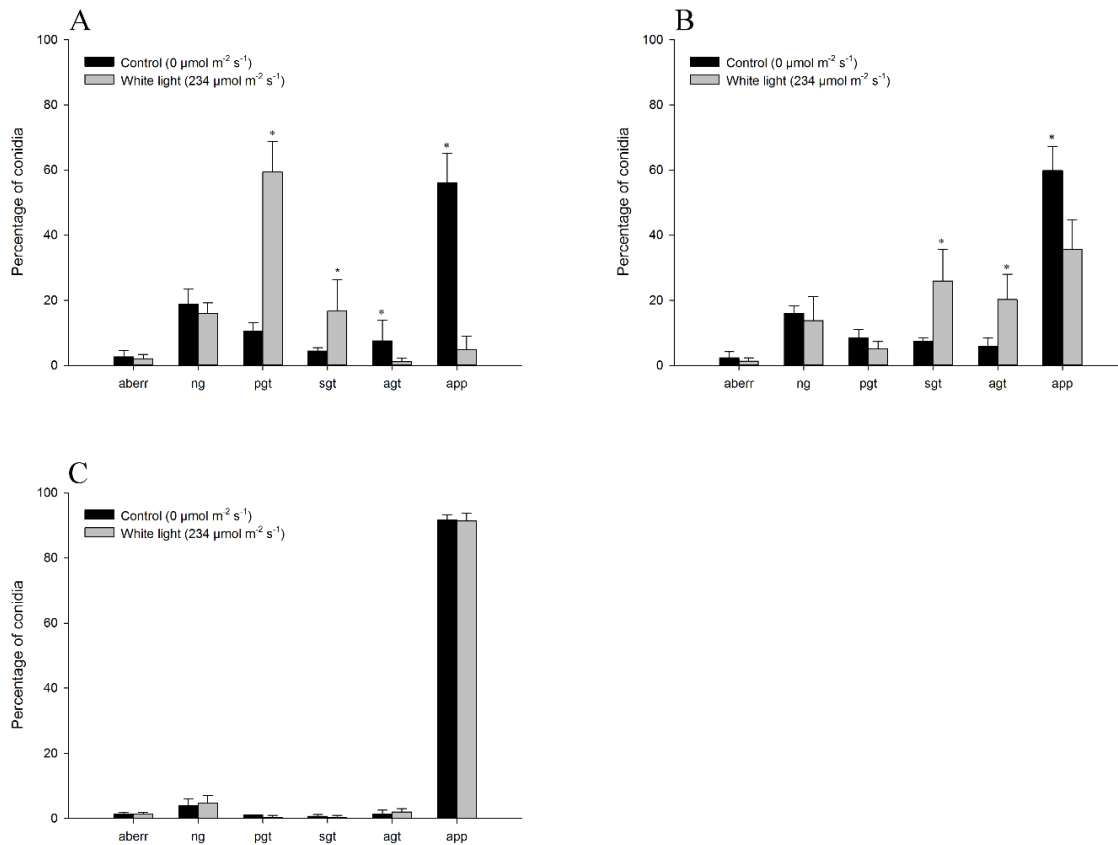 A
100
80
60
40
20
0
Percentage of conidia
Control (0 µmol m⁻² s⁻¹)
White light (234 µmol m⁻² s⁻¹)
*
*
*
*
aberr ng pgt sgt agt app
B
100
80
60
40
20
0
Percentage of conidia
Control (0 µmol m⁻² s⁻¹)
White light (234 µmol m⁻² s⁻¹)
*
*
*
aberr ng pgt sgt agt app
C
100
80
60
40
20
0
Percentage of conidia
Control (0 µmol m⁻² s⁻¹)
White light (234 µmol m⁻² s⁻¹)
aberr ng pgt sgt agt app